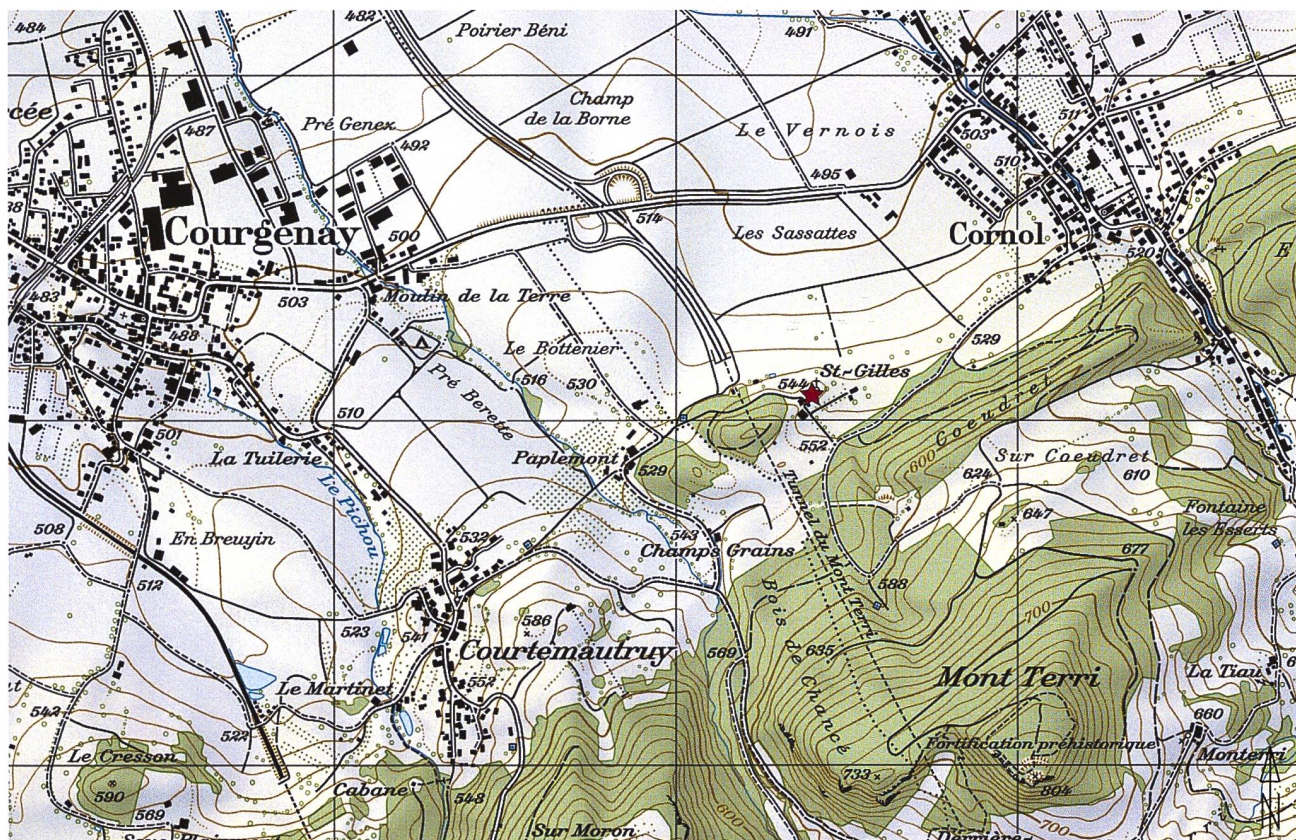 482
491
484
Poirier Béni
Champ
de la Borne
cée
487
Pré Genex
492
Le Vernois
503
511
510
495
514
Courgenay
500
Les Sassattes
Cornol
520
E
503
Moulin de la Terre
483
488
Le Bottenier
529
516
530
544
St-Gilles
Pré Berette
510
501
552
Coeudret
600
La Tuilerie
Paplemont
529
Sur Coeudret
624
610
Le Pichou
Tunnel du Mont Terri
647
Fontaine
les Esserts
508
En Breuyin
532
543
Champs Grains
677
512
588
Bois de Chancé
700
523
541
586
Courtemautruy
569
635
Mont Terri
La Tiau
Le Martinet
552
542
660
522
Fortification préhistorique
Monterri
Le Cresson
590
Cabane
548
733
804
569
Sur Moron
Derrière-
N